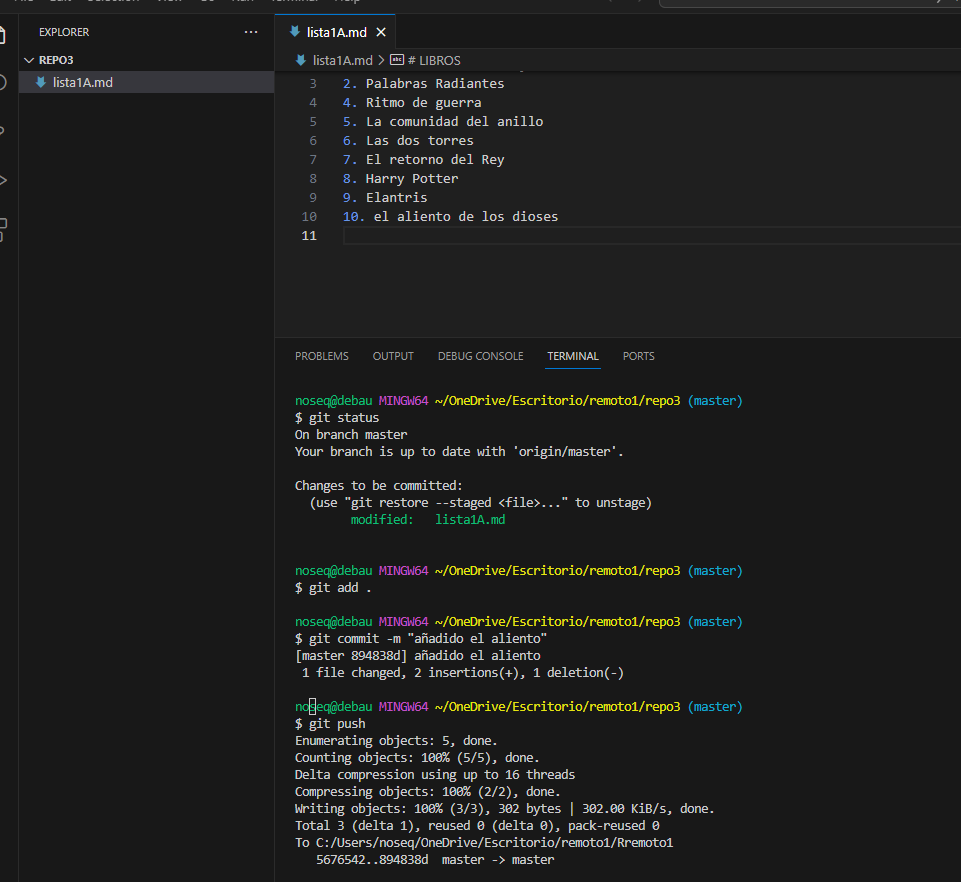 File Edit Selection View Go Run Terminal Help
EXPLORER ...
REPO3
lista1A.md
lista1A.md
lista1A.md > # LIBROS
3 2. Palabras Radiantes
4 4. Ritmo de guerra
5 5. La comunidad del anillo
6 6. Las dos torres
7 7. El retorno del Rey
8 8. Harry Potter
9 9. Elantris
10 10. el aliento de los dioses
11
PROBLEMS OUTPUT DEBUG CONSOLE TERMINAL PORTS
noseq@debau MINGW64 ~/OneDrive/Escritorio/remoto1/repo3 (master)
$ git status
On branch master
Your branch is up to date with 'origin/master'.
Changes to be committed:
(use "git restore --staged <file>..." to unstage)
modified: lista1A.md
noseq@debau MINGW64 ~/OneDrive/Escritorio/remoto1/repo3 (master)
$ git add .
noseq@debau MINGW64 ~/OneDrive/Escritorio/remoto1/repo3 (master)
$ git commit -m "añadido el aliento"
[master 894838d] añadido el aliento
1 file changed, 2 insertions(+), 1 deletion(-)
noseq@debau MINGW64 ~/OneDrive/Escritorio/remoto1/repo3 (master)
$ git push
Enumerating objects: 5, done.
Counting objects: 100% (5/5), done.
Delta compression using up to 16 threads
Compressing objects: 100% (2/2), done.
Writing objects: 100% (3/3), 302 bytes | 302.00 KiB/s, done.
Total 3 (delta 1), reused 0 (delta 0), pack-reused 0
To C:/Users/noseq/OneDrive/Escritorio/remoto1/Rremoto1
5676542..894838d master -> master